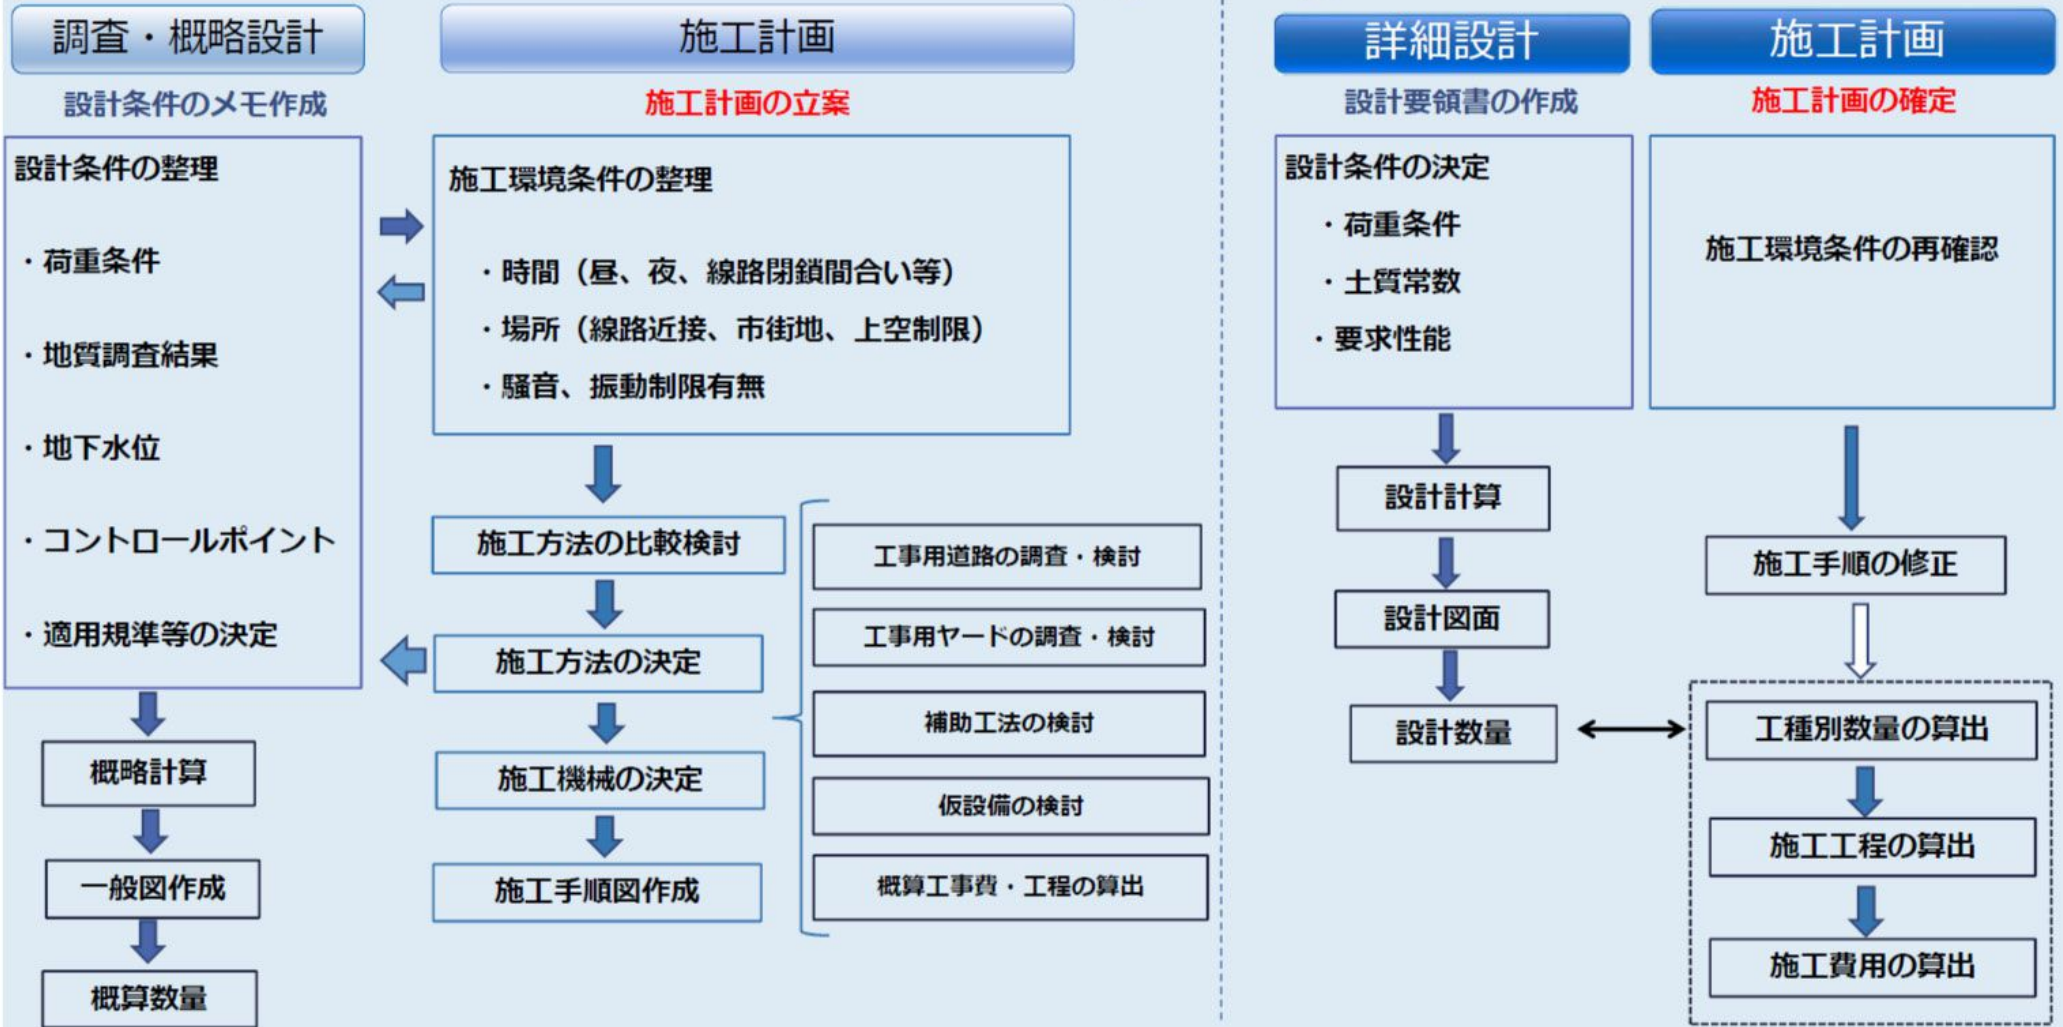 調査・概略設計
設計条件のメモ作成
設計条件の整理
・荷重条件
・地質調査結果
・地下水位
・コントロールポイント
・適用規準等の決定
概略計算
一般図作成
概算数量
施工計画
施工計画の立案
施工環境条件の整理
・時間（昼、夜、線路閉鎖間合い等）
・場所（線路近接、市街地、上空制限）
・騒音、振動制限有無
施工方法の比較検討
施工方法の決定
施工機械の決定
施工手順図作成
工事用道路の調査・検討
工事用ヤードの調査・検討
補助工法の検討
仮設備の検討
概算工事費・工程の算出
詳細設計
設計要領書の作成
設計条件の決定
・荷重条件
・土質常数
・要求性能
設計計算
設計図面
設計数量
施工計画
施工計画の確定
施工環境条件の再確認
施工手順の修正
工種別数量の算出
施工工程の算出
施工費用の算出